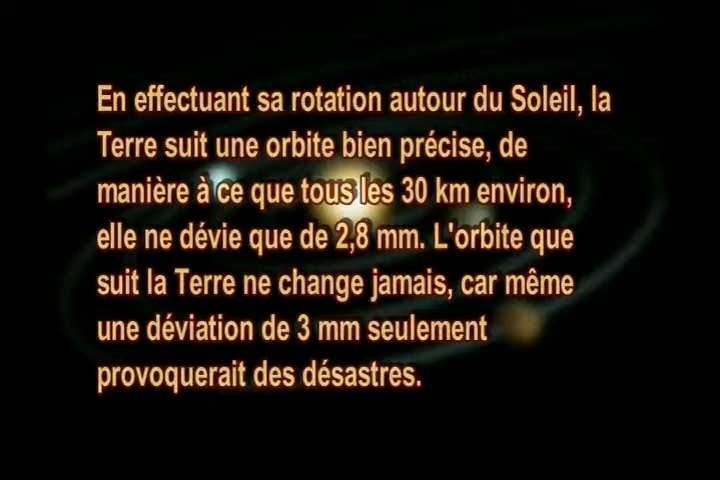 En effectuant sa rotation autour du Soleil, la
Terre suit une orbite bien précise, de
manière à ce que tous les 30 km environ,
elle ne dévie que de 2,8 mm. L'orbite que
suit la Terre ne change jamais, car même
une déviation de 3 mm seulement
provoquerait des désastres.